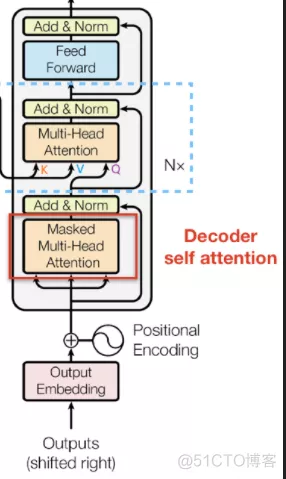 Add & Norm
Feed
Forward
Add & Norm
Multi-Head
Attention
K
V
Q
N×
Add & Norm
Masked
Multi-Head
Attention
Decoder
self attention
Positional
Encoding
Output
Embedding
Outputs
(shifted right)
@51CTO博客